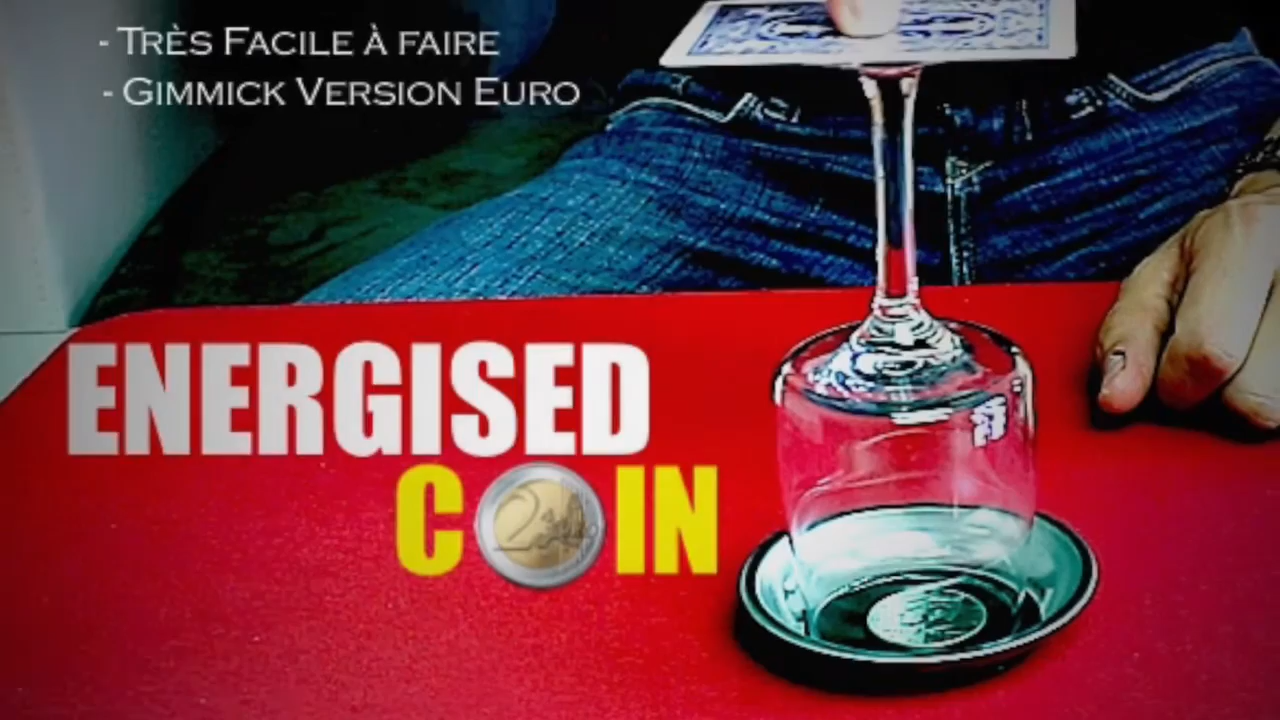 - Très Facile à faire
- Gimmick Version Euro
ENERGISED
COIN